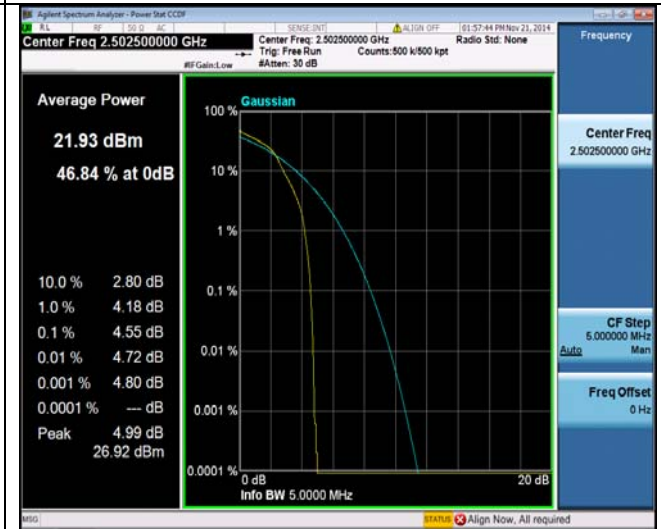 Agilent Spectrum Analyzer - Power Stat CCDF
RL RF 50 Ω AC SENSE:INT ALIGN OFF 01:57:44 PM Nov 21, 2014
Center Freq 2.502500000 GHz
Center Freq: 2.502500000 GHz
Radio Std: None
Trig: Free Run Counts:500 k/500 kpt
#IFGain:Low #Atten: 30 dB
Frequency
Average Power
21.93 dBm
46.84 % at 0dB
10.0 % 2.80 dB
1.0 % 4.18 dB
0.1 % 4.55 dB
0.01 % 4.72 dB
0.001 % 4.80 dB
0.0001 % --- dB
Peak 4.99 dB
26.92 dBm
Gaussian
100 %
10 %
1 %
0.1 %
0.01 %
0.001 %
0.0001 %
0 dB 20 dB
Info BW 5.0000 MHz
Center Freq
2.502500000 GHz
CF Step
5.000000 MHz
Auto Man
Freq Offset
0 Hz
MSG STATUS Align Now, All required